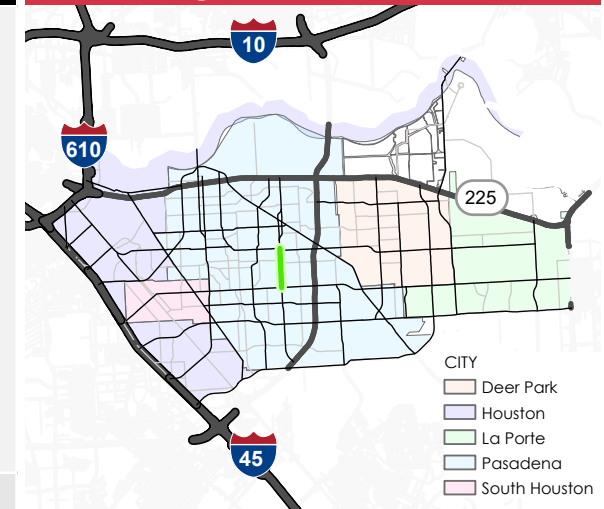 10
610
225
CITY
Deer Park
Houston
La Porte
Pasadena
South Houston
45